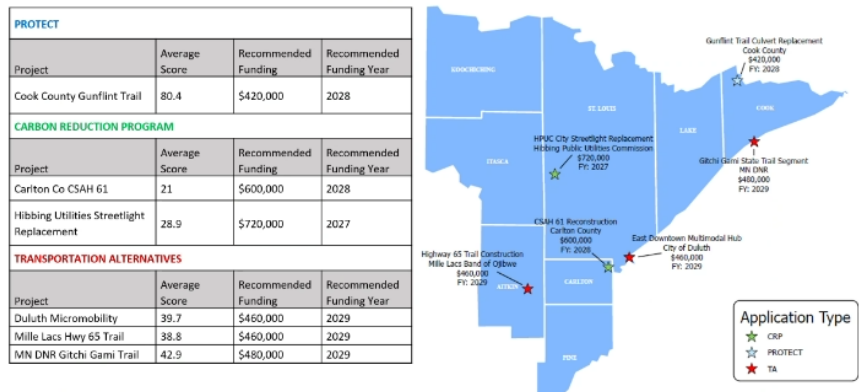 PROTECT
Project
Average Score
Recommended Funding
Recommended Funding Year
Cook County Gunflint Trail 80.4 $420,000 2028
CARBON REDUCTION PROGRAM
Project
Average Score
Recommended Funding
Recommended Funding Year
Carlton Co CSAH 61 21 $600,000 2028
Hibbing Utilities Streetlight Replacement 28.9 $720,000 2027
TRANSPORTATION ALTERNATIVES
Project
Average Score
Recommended Funding
Recommended Funding Year
Duluth Micromobility 39.7 $460,000 2029
Mille Lacs Hwy 65 Trail 38.8 $460,000 2029
MN DNR Gitchi Gami Trail 42.9 $480,000 2029
Gunflint Trail Culvert Replacement
Cook County
$420,000
FY: 2028
KOOCHICHING
ST. LOUIS
LAKE
COOK
HPUC City Streetlight Replacement
Hibbing Public Utilities Commission
$720,000
FY: 2027
ITASCA
Gitchi Gami State Trail Segment
MN DNR
$480,000
FY: 2029
CSAH 61 Reconstruction
Carlton County
$600,000
FY: 2028
East Downtown Multimodal Hub
City of Duluth
$460,000
FY: 2029
Highway 65 Trail Construction
Mille Lacs Band of Ojibwe
$460,000
FY: 2029
AITKIN
CARLTON
PINE
Application Type
CRP
PROTECT
TA